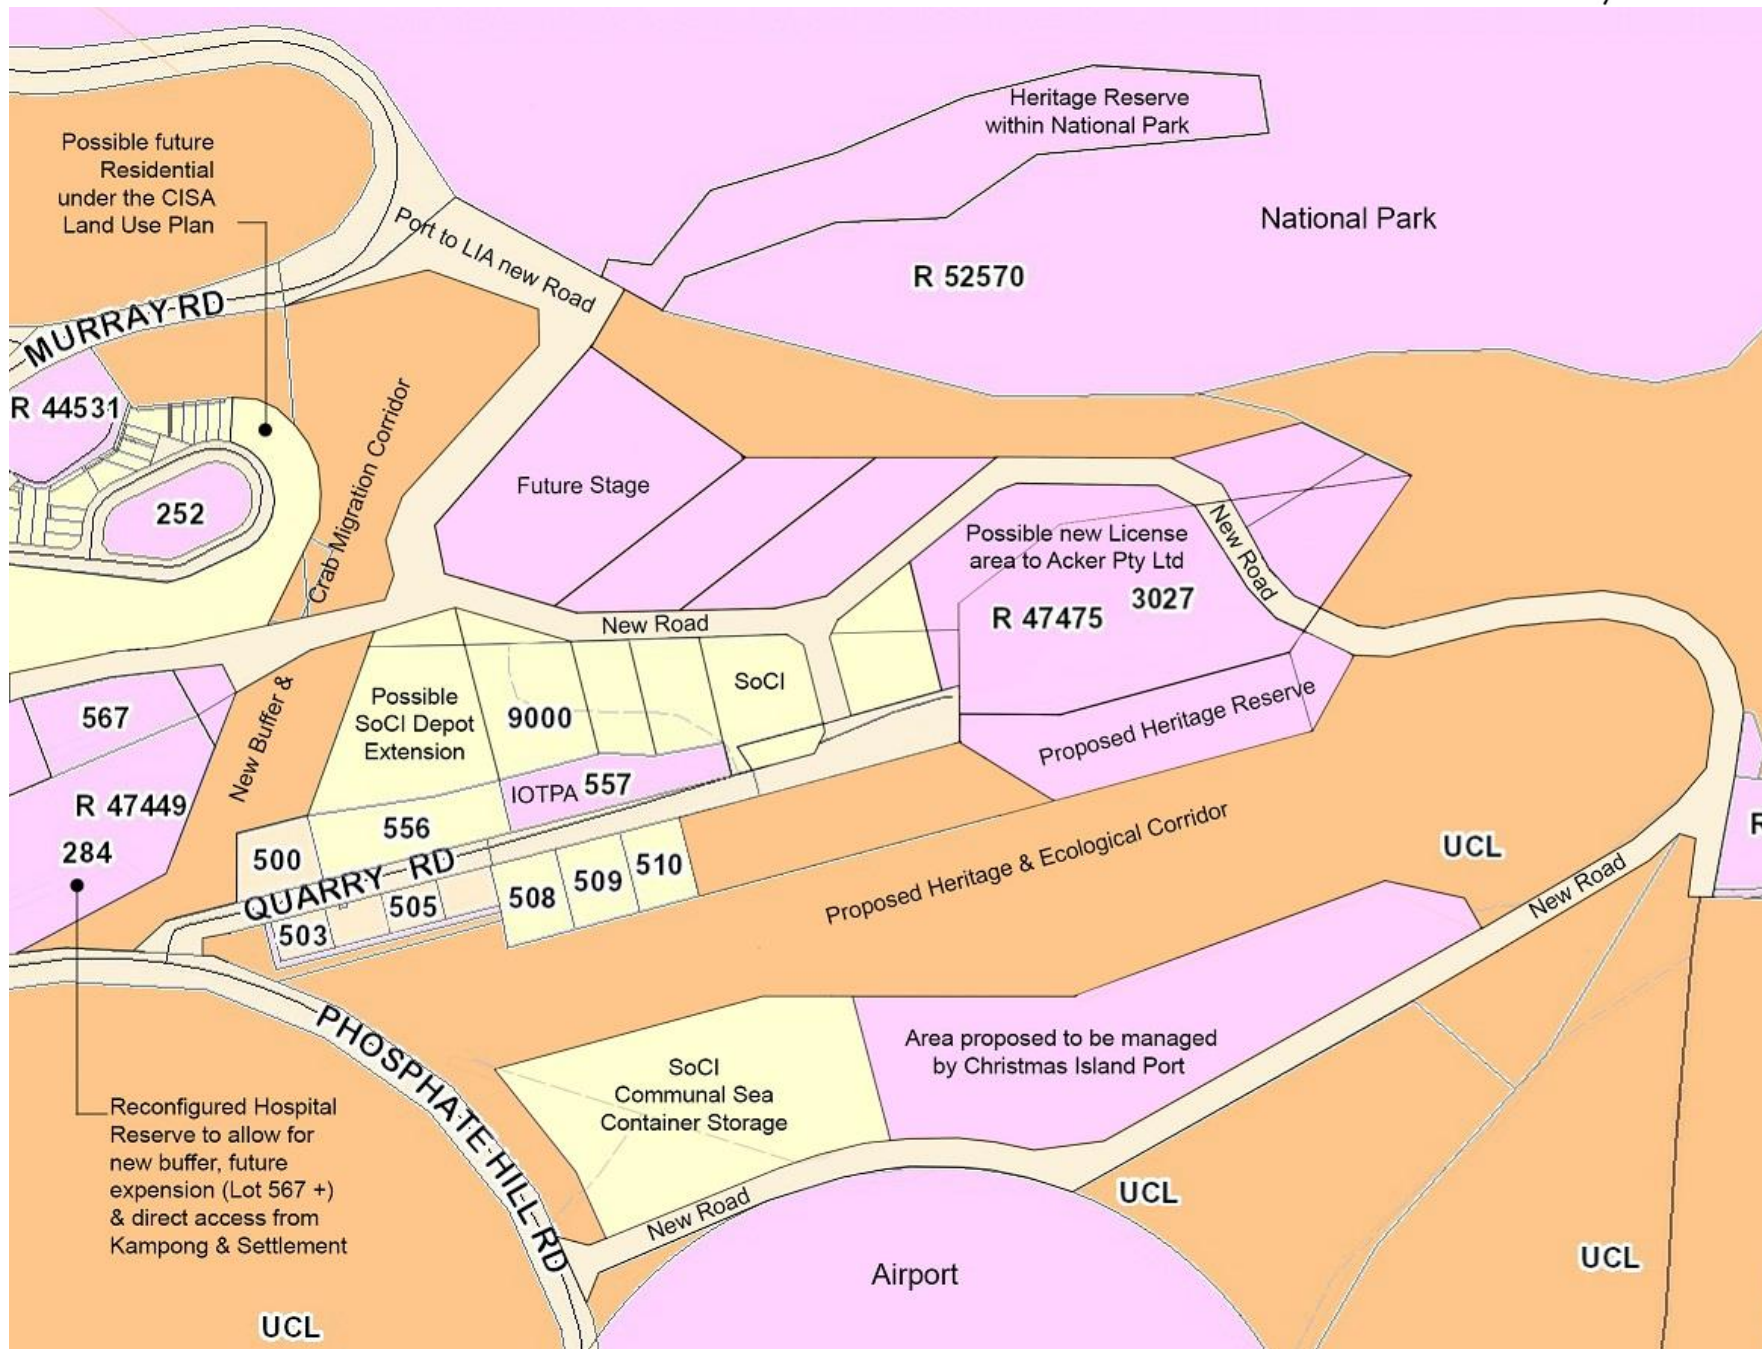 Heritage Reserve
within National Park
National Park
R 52570
Possible future
Residential
under the CISA
Land Use Plan
Port to LIA new Road
MURRAY RD
R 44531
252
Crab Migration Corridor
New Buffer &
Future Stage
Possible new License
area to Acker Pty Ltd
R 47475
3027
New Road
New Road
SoCI
Possible
SoCI Depot
Extension
9000
567
R 47449
284
IOTPA
557
556
500
QUARRY RD
503
505
508
509
510
Proposed Heritage Reserve
Proposed Heritage & Ecological Corridor
UCL
R
New Road
PHOSPHATE HILL RD
SoCI
Communal Sea
Container Storage
Area proposed to be managed
by Christmas Island Port
Reconfigured Hospital
Reserve to allow for
new buffer, future
expension (Lot 567 +)
& direct access from
Kampong & Settlement
New Road
UCL
UCL
Airport
UCL